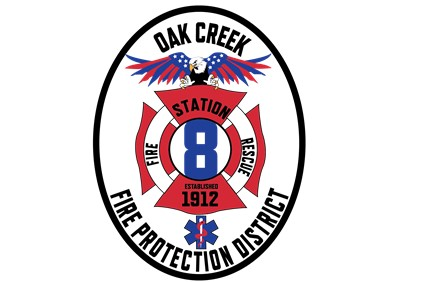 OAK CREEK
STATION
FIRE
8
RESCUE
ESTABLISHED
1912
FIRE PROTECTION DISTRICT